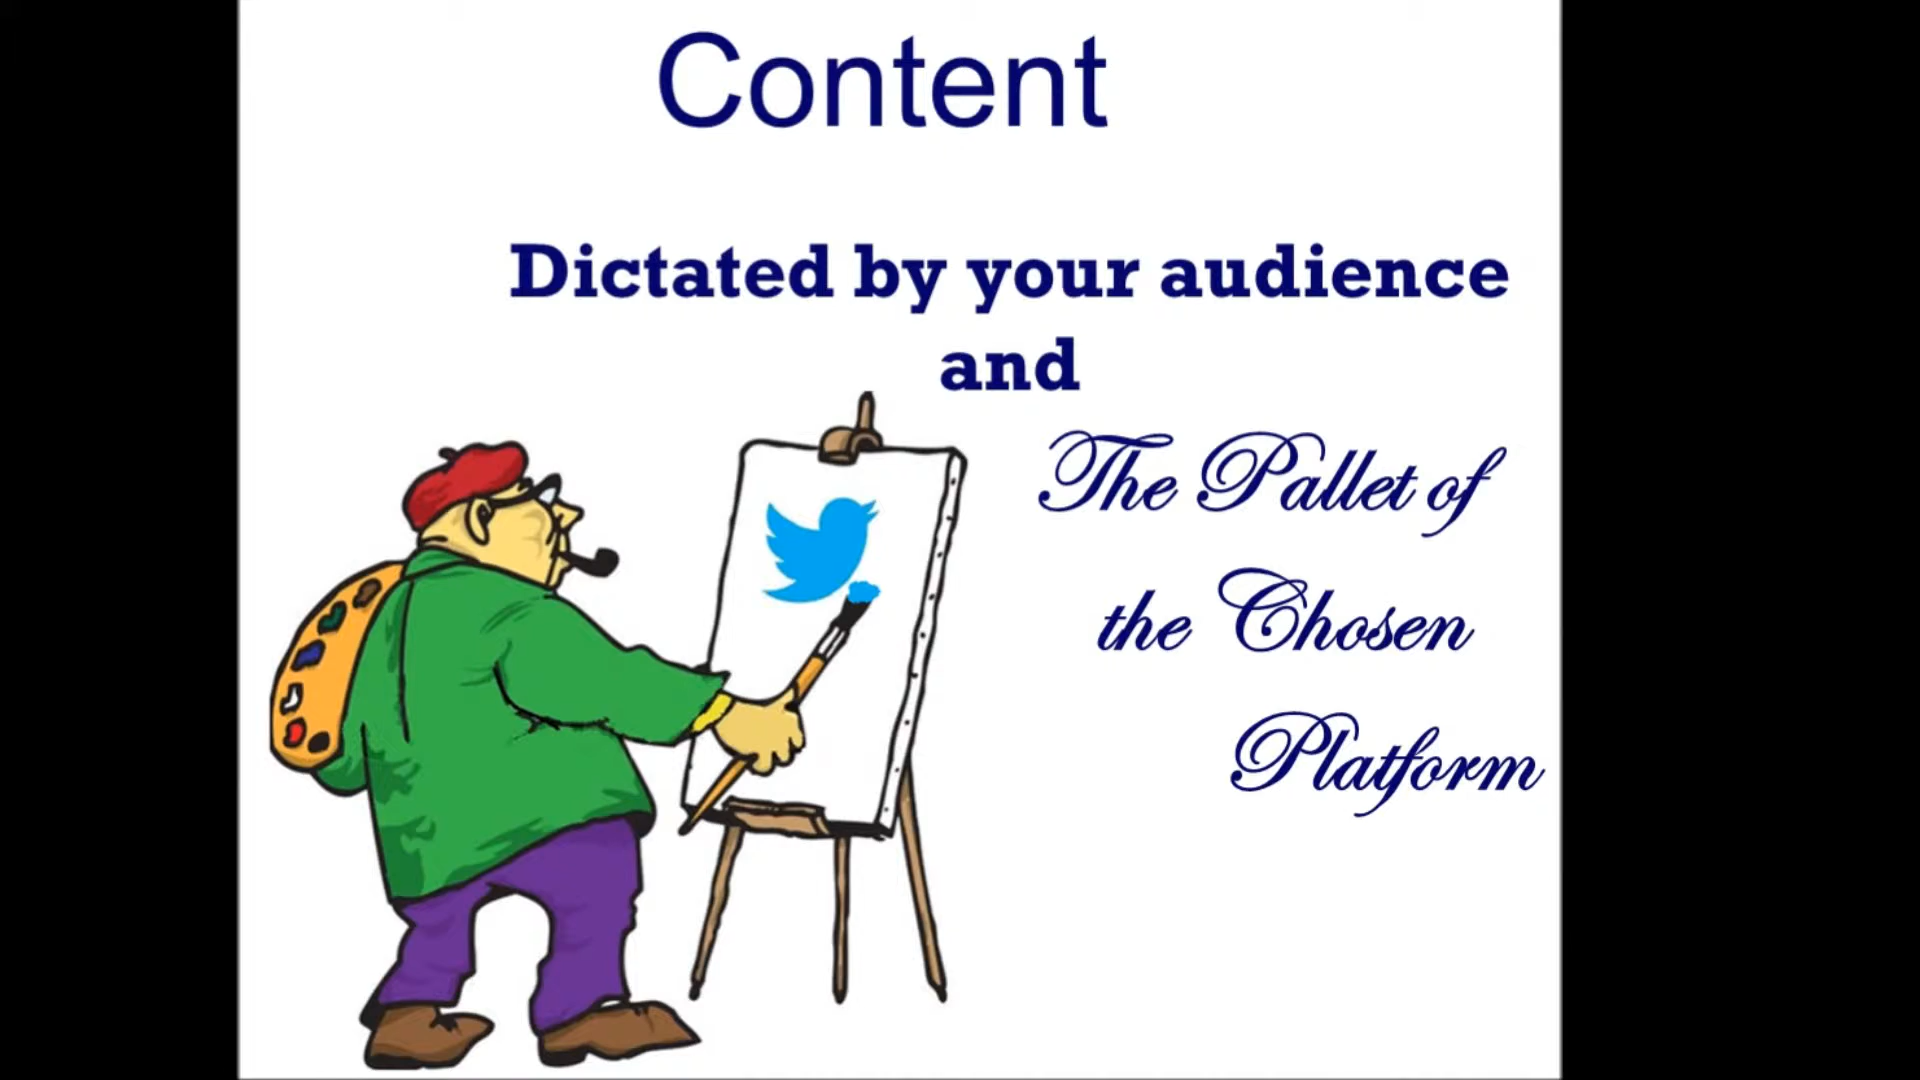 Content
Dictated by your audience
and
The Pallet of
the Chosen
Platform